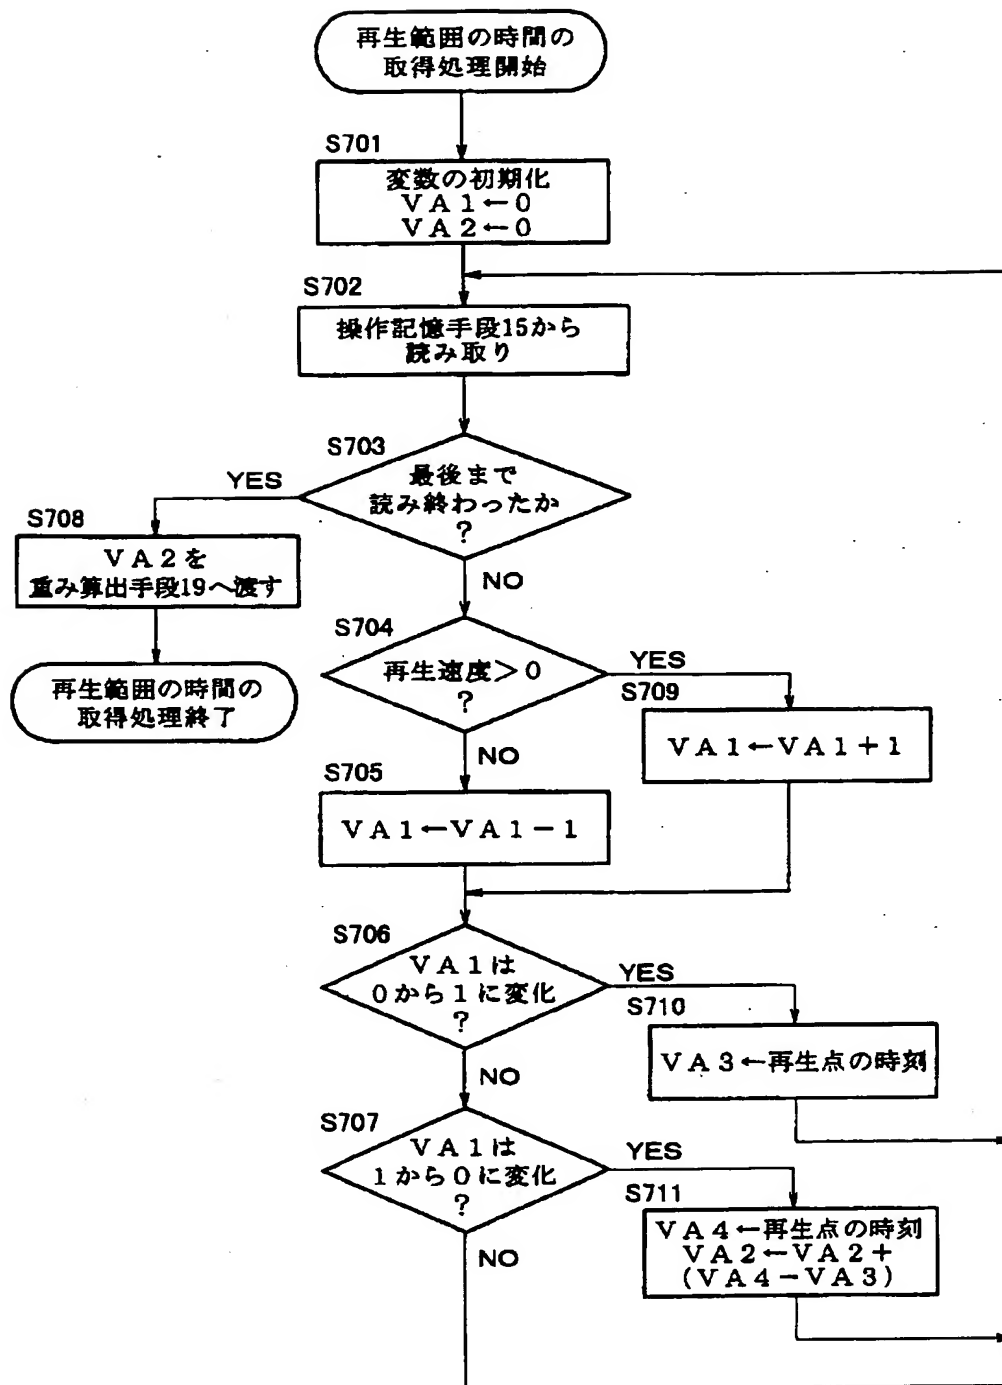 再生範囲の時間の
取得処理開始
S701
変数の初期化
VA1←0
VA2←0
S702
操作記憶手段15から
読み取り
S703
最後まで
読み終わったか
?
YES
NO
S708
VA2を
重み算出手段19へ渡す
再生範囲の時間の
取得処理終了
S704
再生速度>0
?
YES
NO
S709
VA1←VA1+1
S705
VA1←VA1-1
S706
VA1は
0から1に変化
?
YES
NO
S710
VA3←再生点の時刻
S707
VA1は
1から0に変化
?
YES
NO
S711
VA4←再生点の時刻
VA2←VA2+
(VA4-VA3)